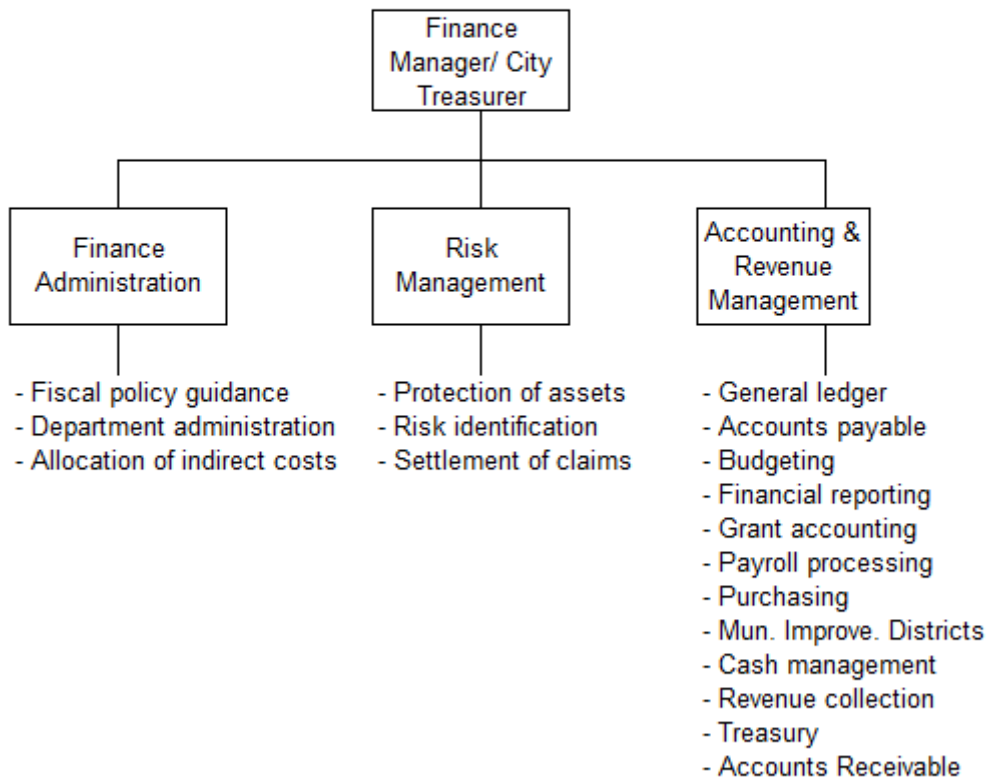 Finance
Manager/ City
Treasurer
Finance
Administration
Risk
Management
Accounting &
Revenue
Management
- Fiscal policy guidance
- Department administration
- Allocation of indirect costs
- Protection of assets
- Risk identification
- Settlement of claims
- General ledger
- Accounts payable
- Budgeting
- Financial reporting
- Grant accounting
- Payroll processing
- Purchasing
- Mun. Improve. Districts
- Cash management
- Revenue collection
- Treasury
- Accounts Receivable